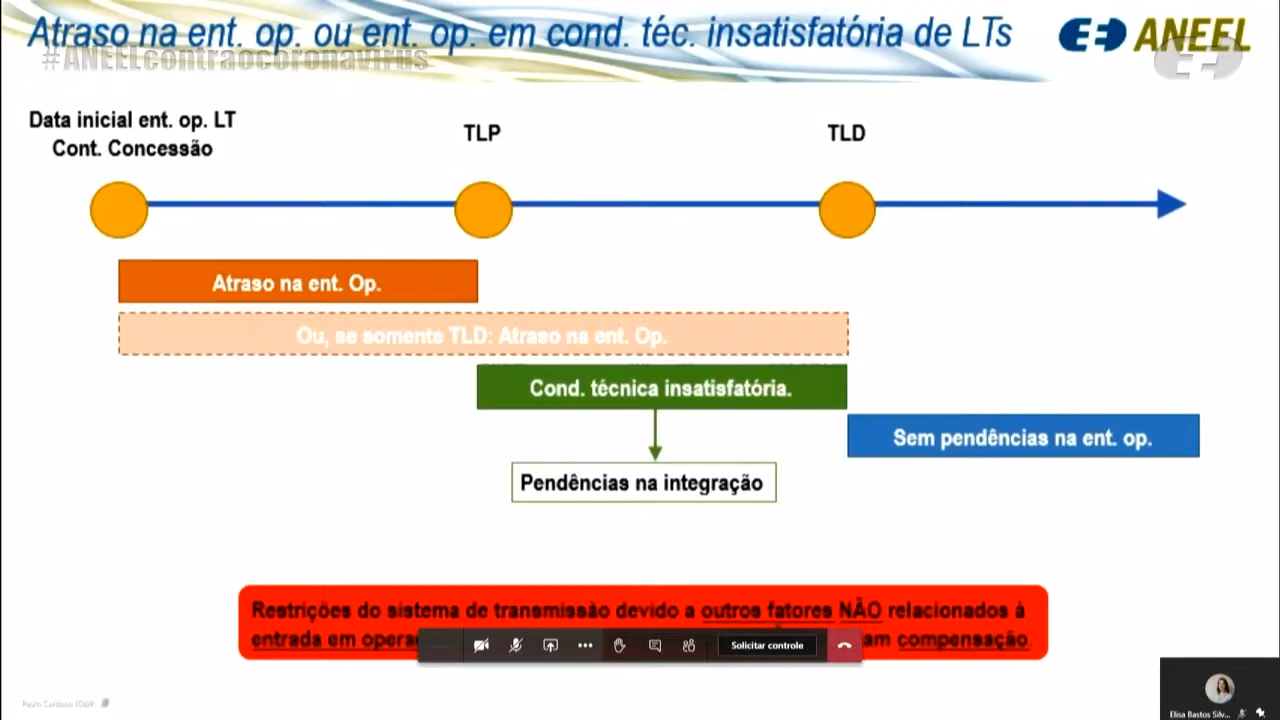 Atraso na ent. op. ou ent. op. em cond. téc. insatisfatória de LTs
ANEEL
#ANEELcontraocoronavirus
Data inicial ent. op. LT
Cont. Concessão
TLP
TLD
Atraso na ent. Op.
Ou, se somente TLD: Atraso na ent. Op.
Cond. técnica insatisfatória.
Sem pendências na ent. op.
Pendências na integração
Restrições do sistema de transmissão devido a outros fatores NÃO relacionados à
entrada em compensação.
Solicitar controle
Elisa Bastos Silv...